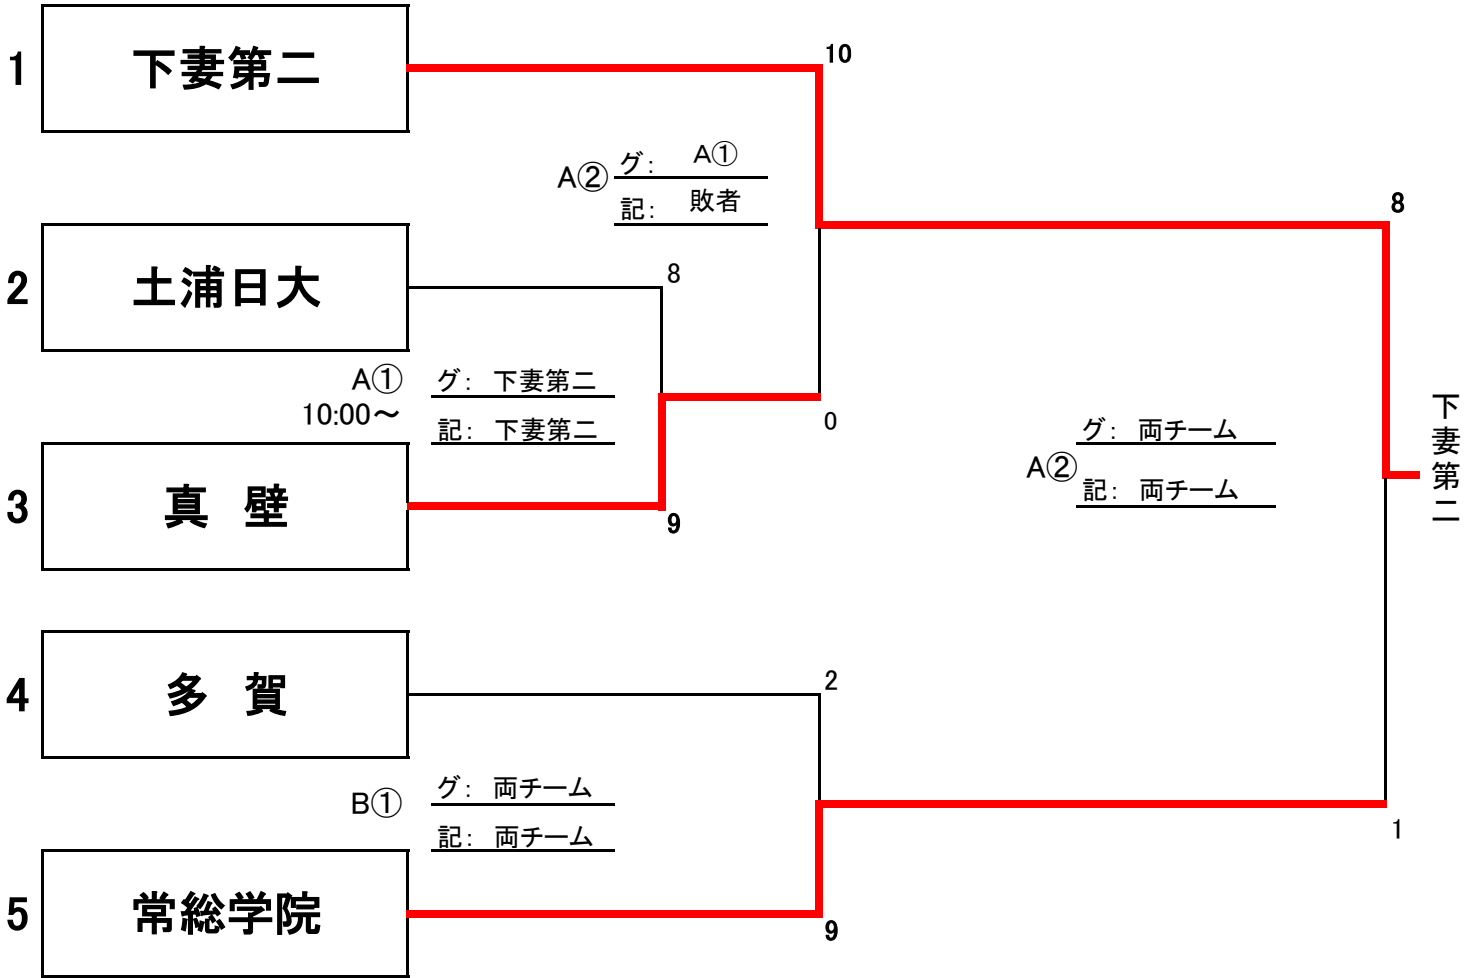 1 下妻第二
10
A② グ: A①
記: 敗者
8
2 土浦日大
8
A① グ: 下妻第二
10:00～
記: 下妻第二
0
グ: 両チーム
A②
記: 両チーム
下妻第二
3 真 壁
9
4 多 賀
2
B① グ: 両チーム
記: 両チーム
1
5 常総学院
9